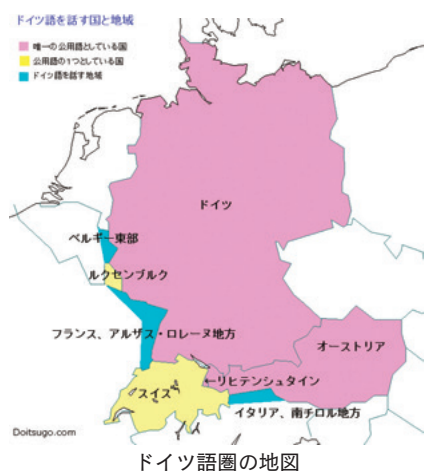 ドイツ語を話す国と地域
唯一の公用語としている国
公用語の1つとしている国
ドイツ語を話す地域
ドイツ
ベルギー東部
ルクセンブルク
フランス、アルザス・ロレーヌ地方
オーストリア
←リヒテンシュタイン
スイス
イタリア、南チロル地方
Doitsugo.com
ドイツ語圏の地図